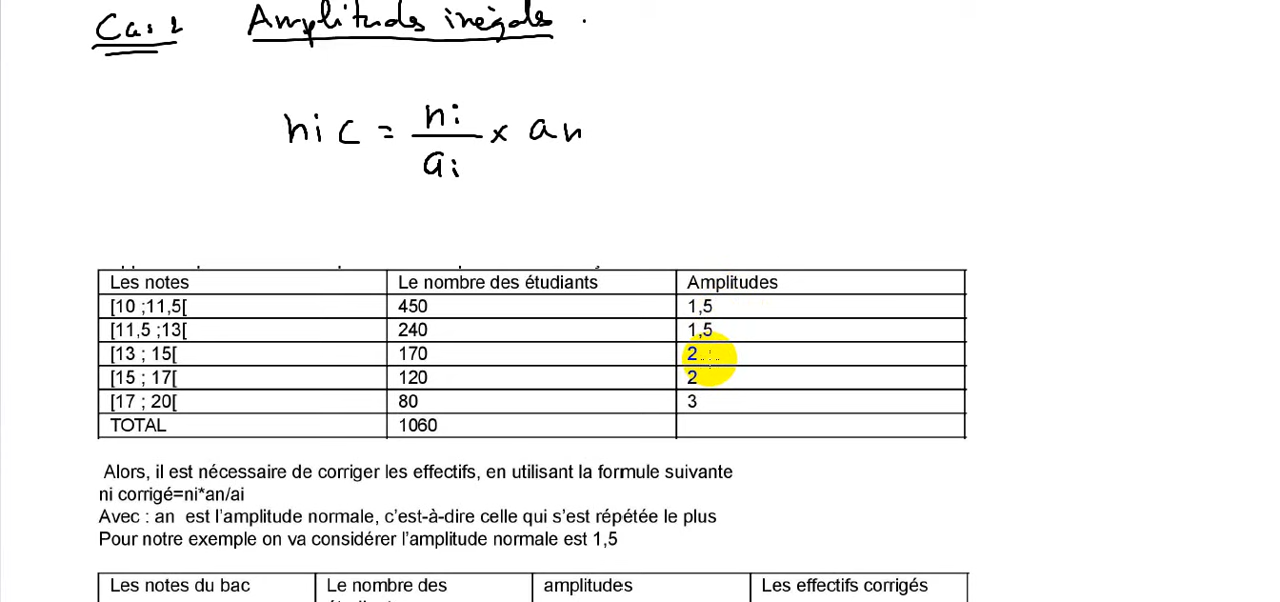 Cas 2 Amplitudes inégales .
nic = ni / ai × an
Les notes Le nombre des étudiants Amplitudes
[10 ;11,5[ 450 1,5
[11,5 ;13[ 240 1,5
[13 ; 15[ 170 2
[15 ; 17[ 120 2
[17 ; 20[ 80 3
TOTAL 1060
Alors, il est nécessaire de corriger les effectifs, en utilisant la formule suivante
ni corrigé=ni*an/ai
Avec : an est l'amplitude normale, c'est-à-dire celle qui s'est répétée le plus
Pour notre exemple on va considérer l'amplitude normale est 1,5
Les notes du bac Le nombre des amplitudes Les effectifs corrigés